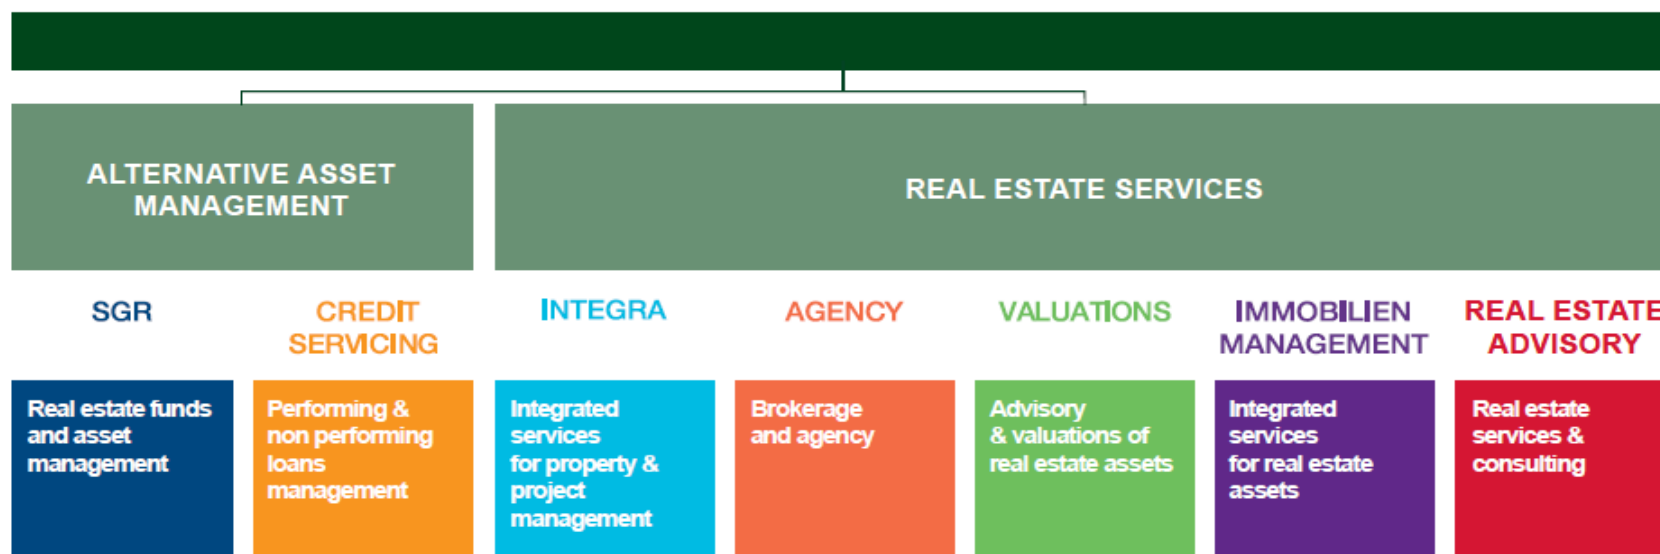 ALTERNATIVE ASSET
MANAGEMENT
REAL ESTATE SERVICES
SGR
CREDIT
SERVICING
INTEGRA
AGENCY
VALUATIONS
IMMOBILIEN
MANAGEMENT
REAL ESTATE
ADVISORY
Real estate funds
and asset
management
Performing &
non performing
loans
management
Integrated
services
for property &
project
management
Brokerage
and agency
Advisory
& valuations of
real estate assets
Integrated
services
for real estate
assets
Real estate
services &
consulting